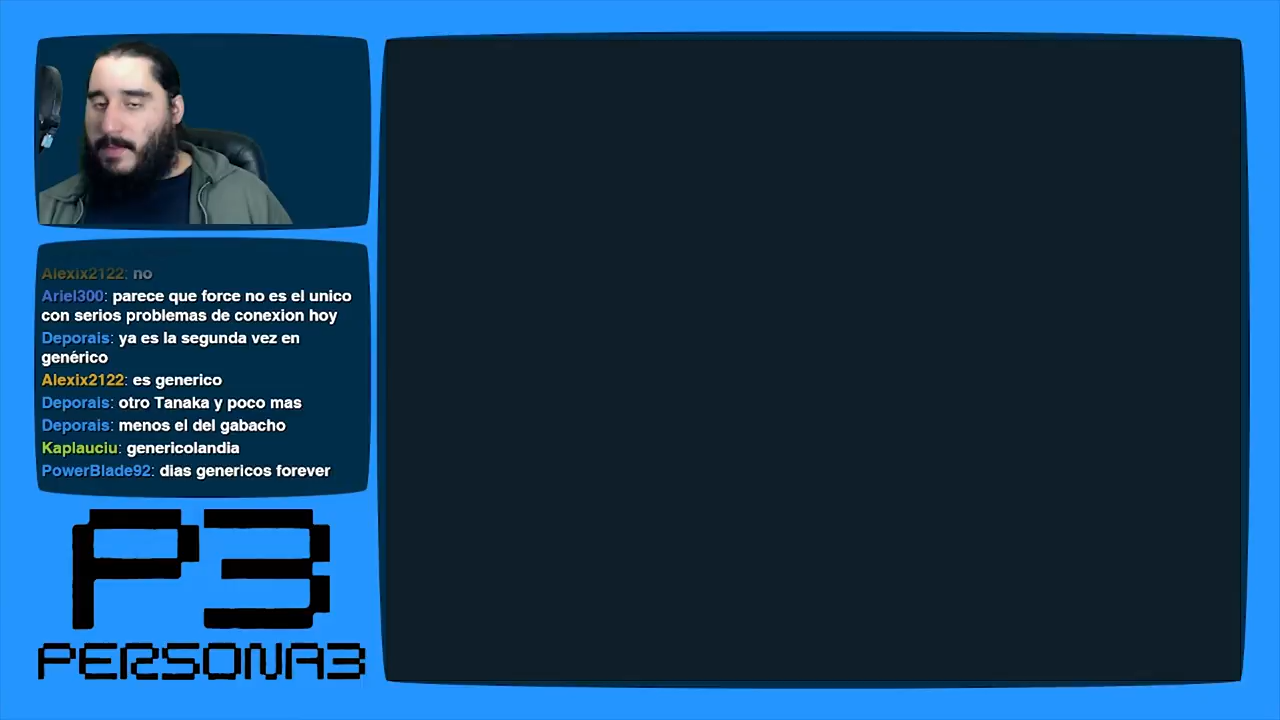 Alexix2122: no
Ariel300: parece que force no es el unico
con serios problemas de conexion hoy
Deporais: ya es la segunda vez en
genérico
Alexix2122: es generico
Deporais: otro Tanaka y poco mas
Deporais: menos el del gabacho
Kaplauciu: genericolandia
PowerBlade92: dias genericos forever
P3
PERSONA3